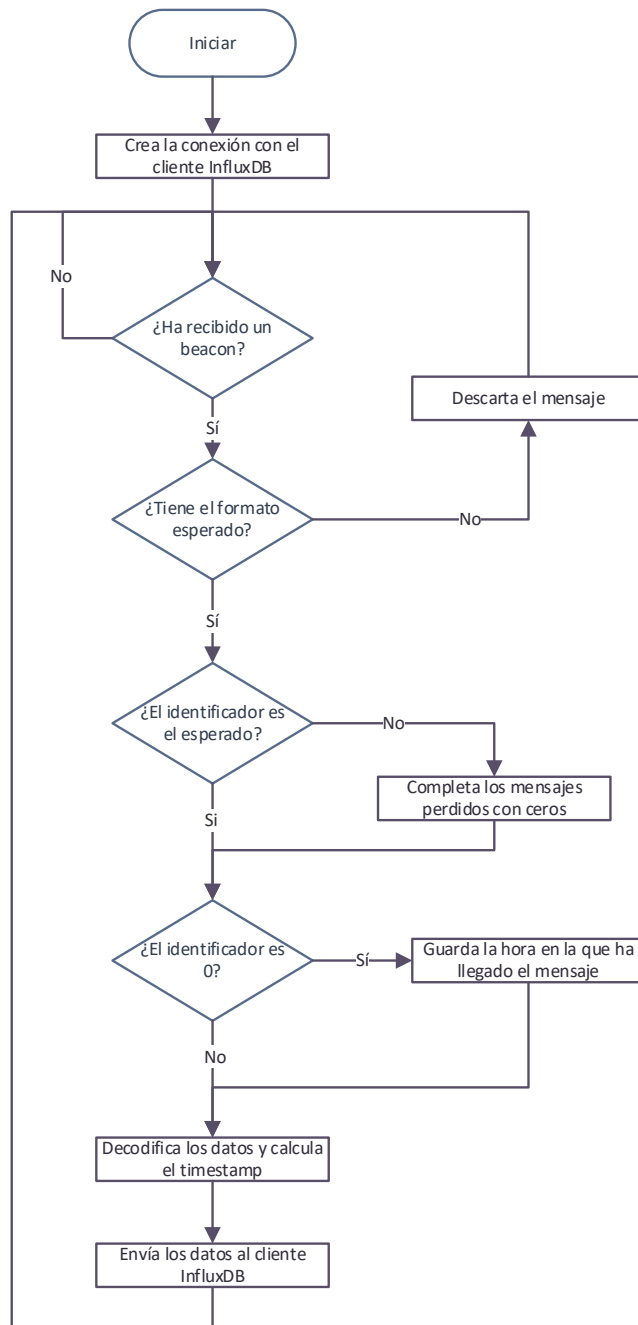 Iniciar
Crea la conexión con el
cliente InfluxDB
No
¿Ha recibido un
beacon?
Descarta el mensaje
Sí
¿Tiene el formato
esperado?
No
Sí
¿El identificador es
el esperado?
No
Completa los mensajes
perdidos con ceros
Si
¿El identificador es
0?
Sí
Guarda la hora en la que ha
llegado el mensaje
No
Decodifica los datos y calcula
el timestamp
Envía los datos al cliente
InfluxDB